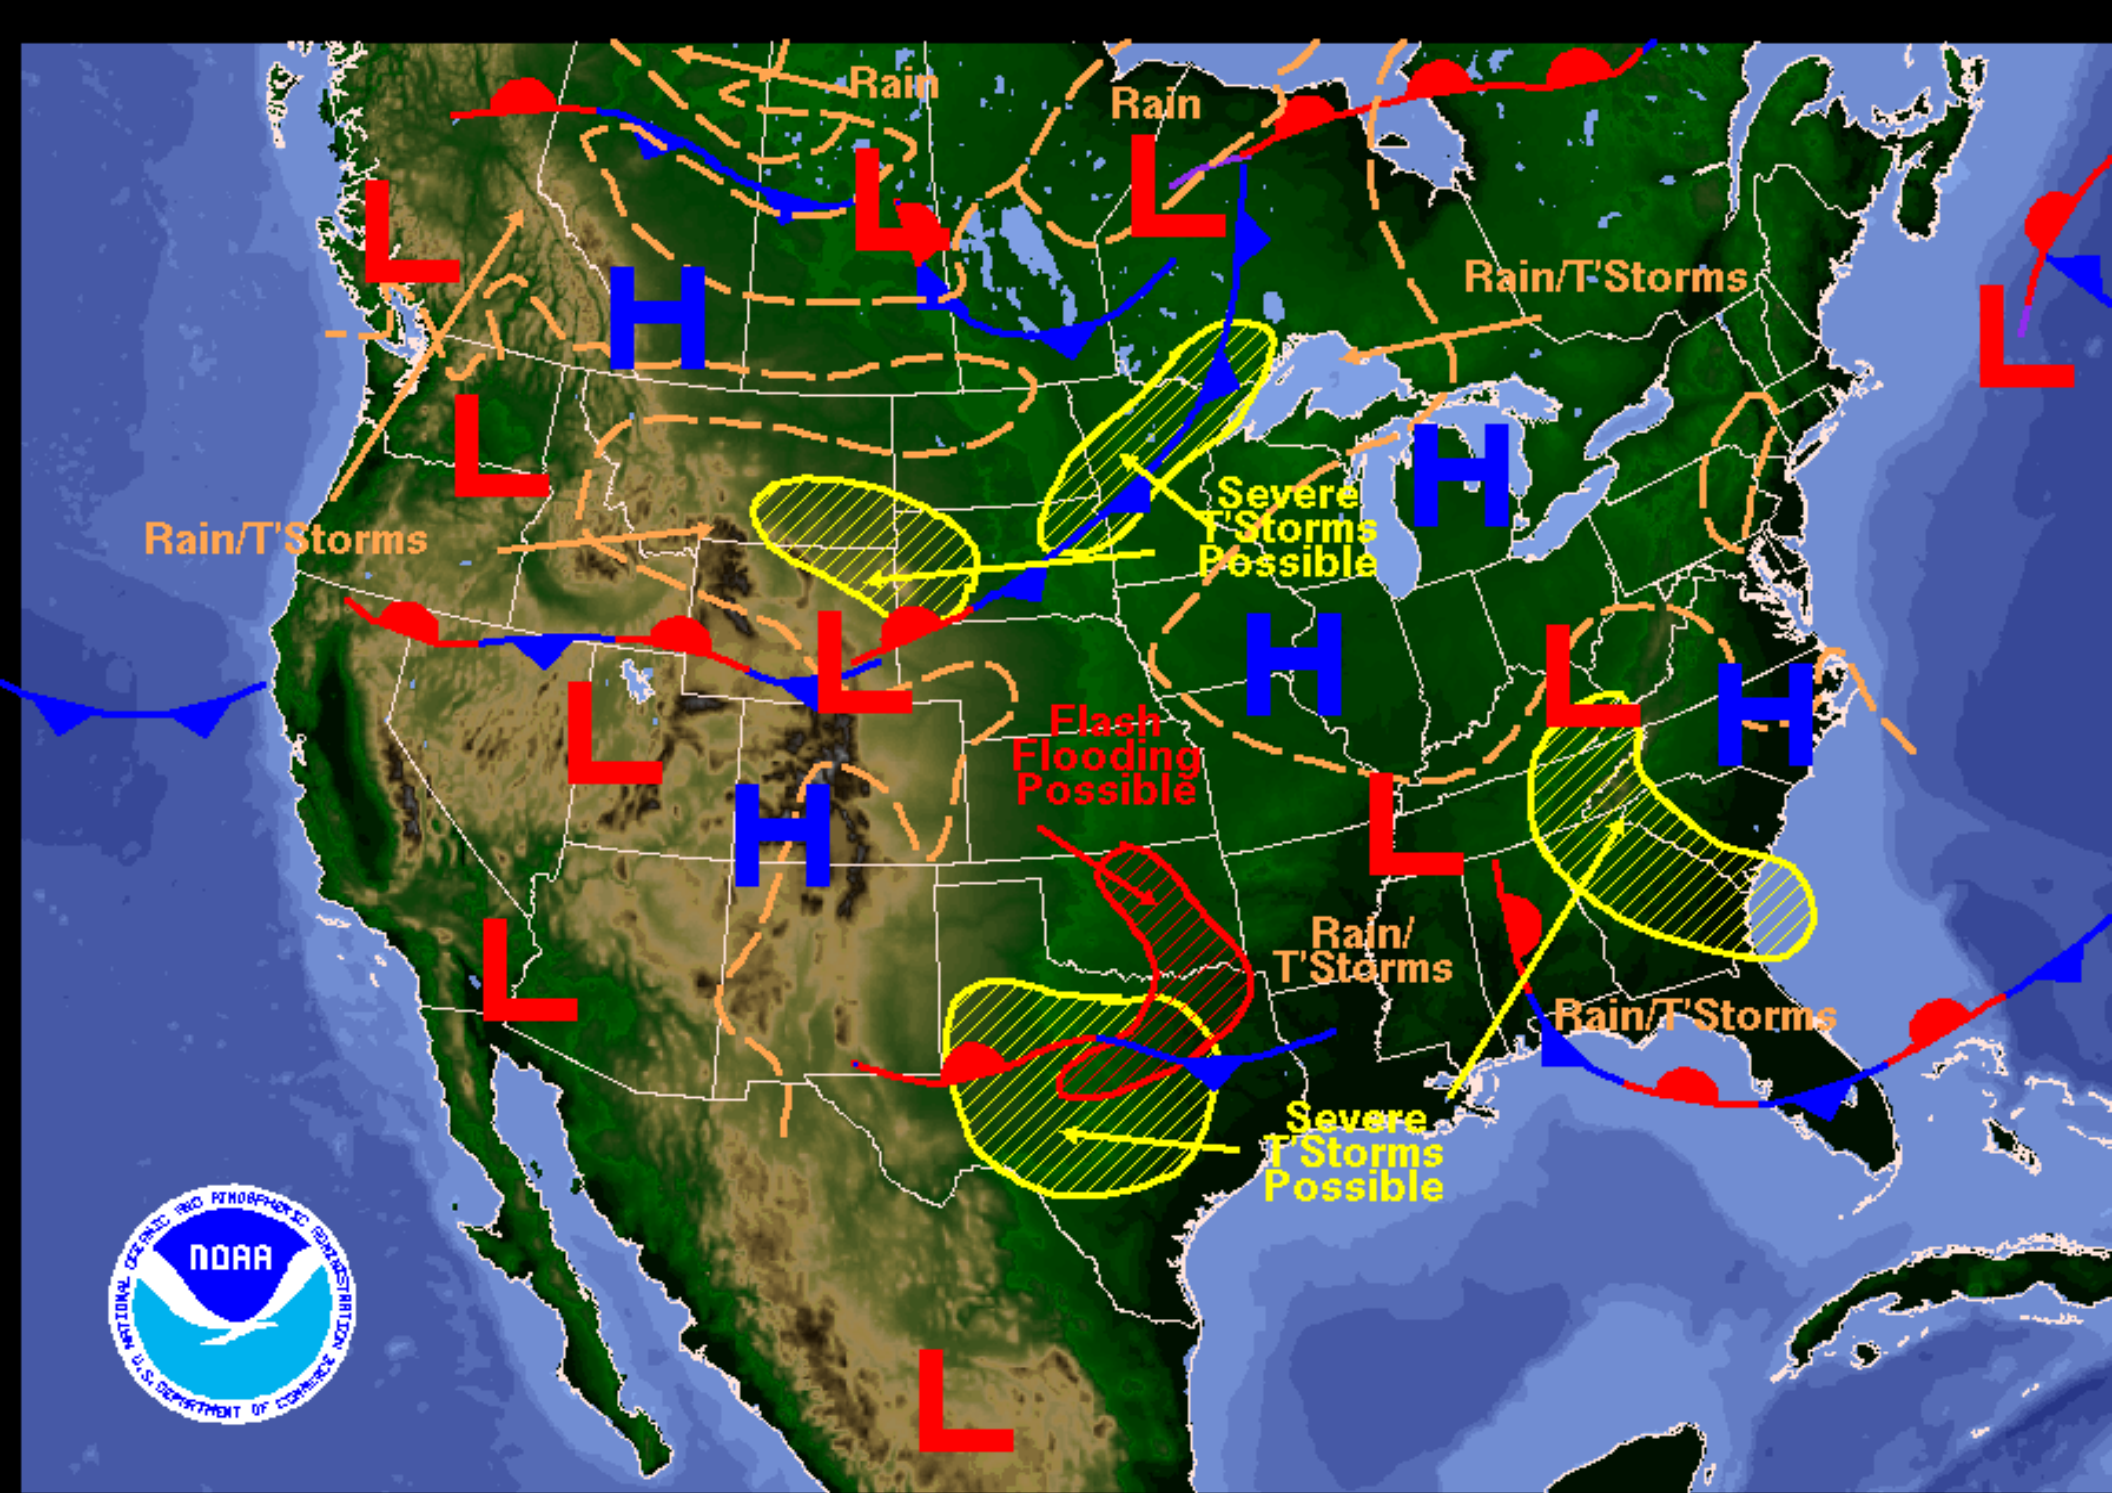 Rain
Rain
L
L
L
Rain/T'Storms
H
L
L
H
Severe
T'Storms
Possible
Rain/T'Storms
H
L
L
H
L
Flash
Flooding
Possible
H
L
H
L
Rain/
T'Storms
L
Rain/T'Storms
Severe
T'Storms
Possible
NATIONAL OCEANIC AND ATMOSPHERIC ADMINISTRATION
NOAA
U.S. DEPARTMENT OF COMMERCE
L